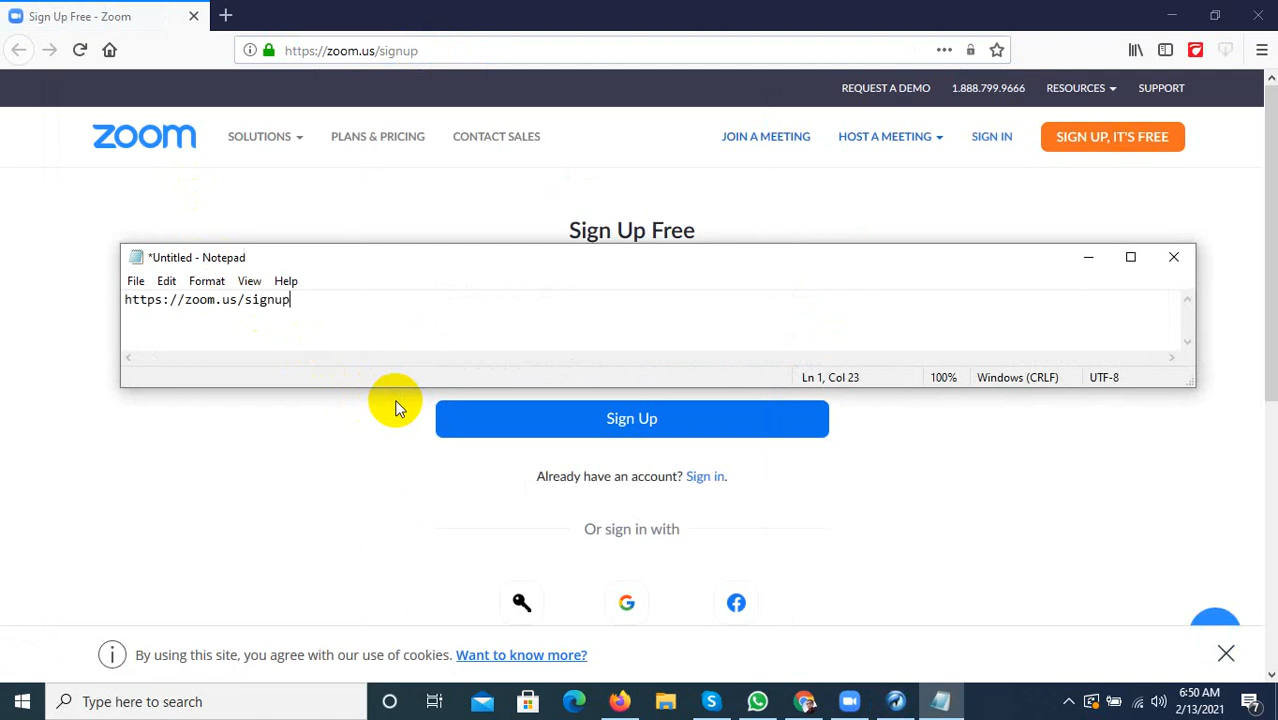 Sign Up Free - Zoom
https://zoom.us/signup
REQUEST A DEMO 1.888.799.9666 RESOURCES SUPPORT
zoom SOLUTIONS PLANS & PRICING CONTACT SALES JOIN A MEETING HOST A MEETING SIGN IN SIGN UP, IT'S FREE
Sign Up Free
*Untitled - Notepad
File Edit Format View Help
https://zoom.us/signup
Ln 1, Col 23 100% Windows (CRLF) UTF-8
Sign Up
Already have an account? Sign in.
Or sign in with
By using this site, you agree with our use of cookies. Want to know more?
Type here to search
6:50 AM
2/13/2021
7